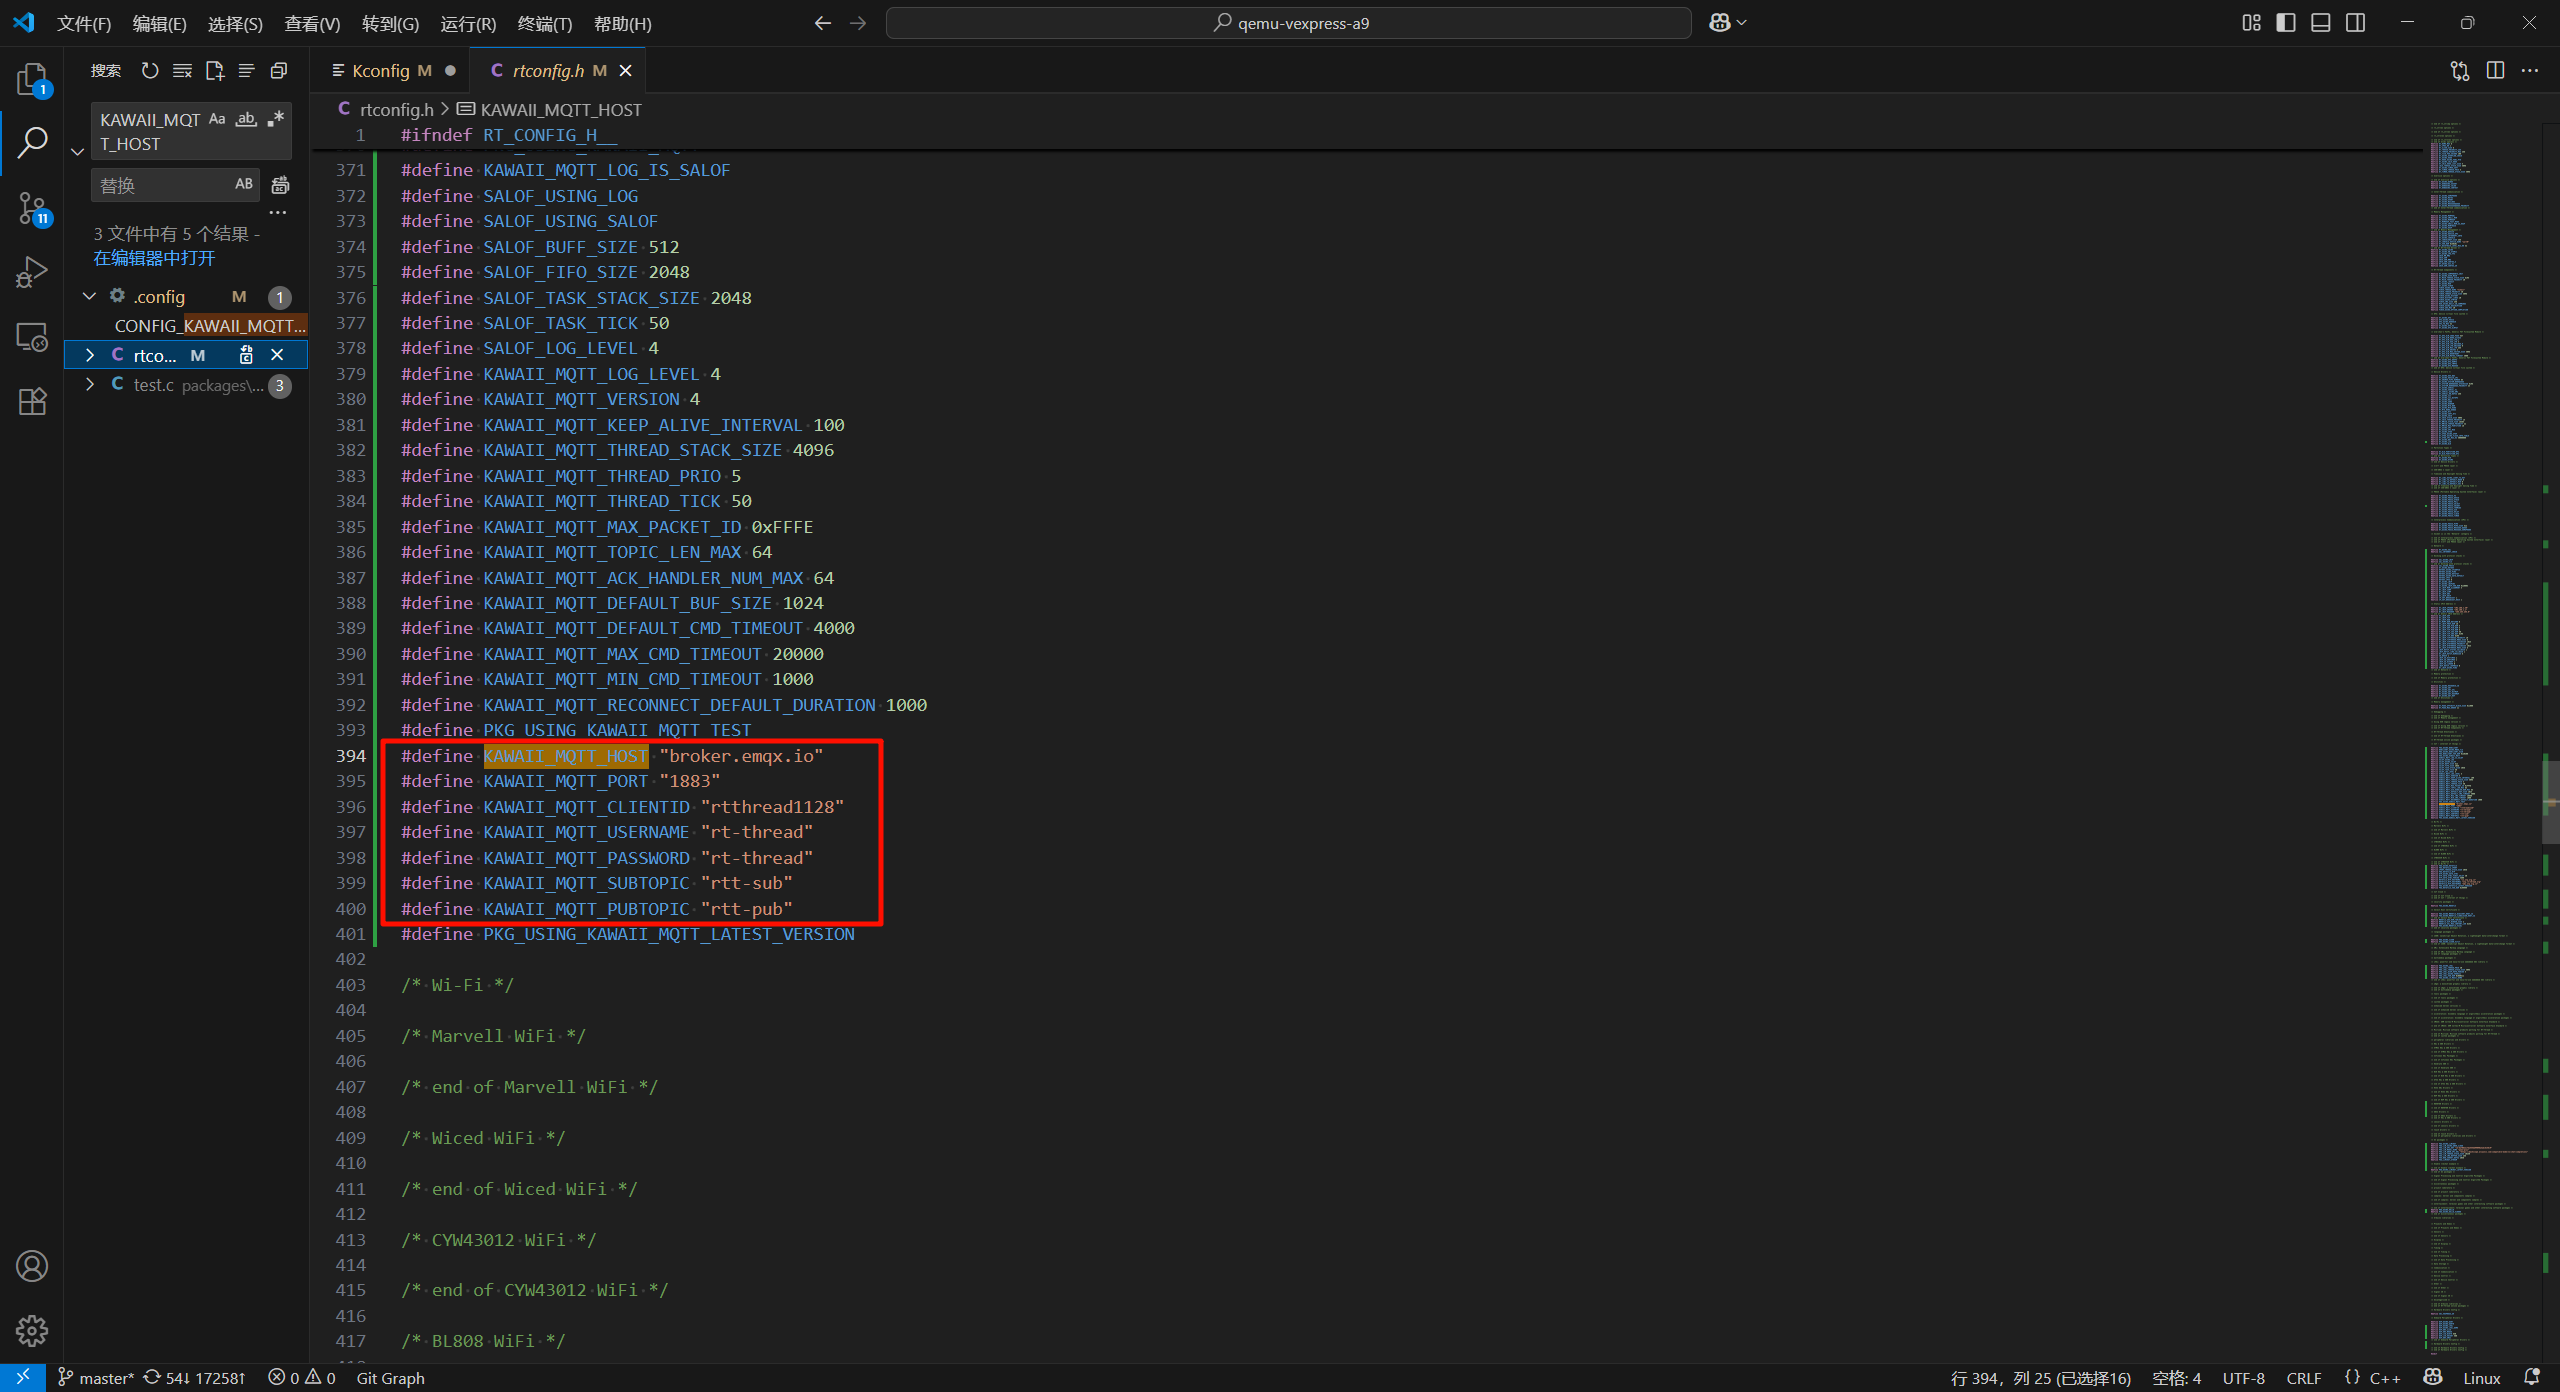 文件(F) 编辑(E) 选择(S) 查看(V) 转到(G) 运行(R) 终端(T) 帮助(H) qemu-vexpress-a9
搜索
Kconfig M
C rtconfig.h M
C rtconfig.h > KAWAII_MQTT_HOST
KAWAII_MQT
T_HOST
Aa ab
替换 AB
3 文件中有 5 个结果 -
在编辑器中打开
.config M 1
CONFIG_KAWAII_MQTT...
C rtco... M
C test.c packages\... 3
1
11
1 #ifndef RT_CONFIG_H__
371 #define KAWAII_MQTT_LOG_IS_SALOF
372 #define SALOF_USING_LOG
373 #define SALOF_USING_SALOF
374 #define SALOF_BUFF_SIZE 512
375 #define SALOF_FIFO_SIZE 2048
376 #define SALOF_TASK_STACK_SIZE 2048
377 #define SALOF_TASK_TICK 50
378 #define SALOF_LOG_LEVEL 4
379 #define KAWAII_MQTT_LOG_LEVEL 4
380 #define KAWAII_MQTT_VERSION 4
381 #define KAWAII_MQTT_KEEP_ALIVE_INTERVAL 100
382 #define KAWAII_MQTT_THREAD_STACK_SIZE 4096
383 #define KAWAII_MQTT_THREAD_PRIO 5
384 #define KAWAII_MQTT_THREAD_TICK 50
385 #define KAWAII_MQTT_MAX_PACKET_ID 0xFFFE
386 #define KAWAII_MQTT_TOPIC_LEN_MAX 64
387 #define KAWAII_MQTT_ACK_HANDLER_NUM_MAX 64
388 #define KAWAII_MQTT_DEFAULT_BUF_SIZE 1024
389 #define KAWAII_MQTT_DEFAULT_CMD_TIMEOUT 4000
390 #define KAWAII_MQTT_MAX_CMD_TIMEOUT 20000
391 #define KAWAII_MQTT_MIN_CMD_TIMEOUT 1000
392 #define KAWAII_MQTT_RECONNECT_DEFAULT_DURATION 1000
393 #define PKG_USING_KAWAII_MQTT_TEST
394 #define KAWAII_MQTT_HOST "broker.emqx.io"
395 #define KAWAII_MQTT_PORT "1883"
396 #define KAWAII_MQTT_CLIENTID "rtthread1128"
397 #define KAWAII_MQTT_USERNAME "rt-thread"
398 #define KAWAII_MQTT_PASSWORD "rt-thread"
399 #define KAWAII_MQTT_SUBTOPIC "rtt-sub"
400 #define KAWAII_MQTT_PUBTOPIC "rtt-pub"
401 #define PKG_USING_KAWAII_MQTT_LATEST_VERSION
402
403 /* Wi-Fi */
404
405 /* Marvell WiFi */
406
407 /* end of Marvell WiFi */
408
409 /* Wiced WiFi */
410
411 /* end of Wiced WiFi */
412
413 /* CYW43012 WiFi */
414
415 /* end of CYW43012 WiFi */
416
417 /* BL808 WiFi */
master* 54↓ 17258↑ 0 0 Git Graph 行 394，列 25 (已选择16) 空格: 4 UTF-8 CRLF {} C++ Linux